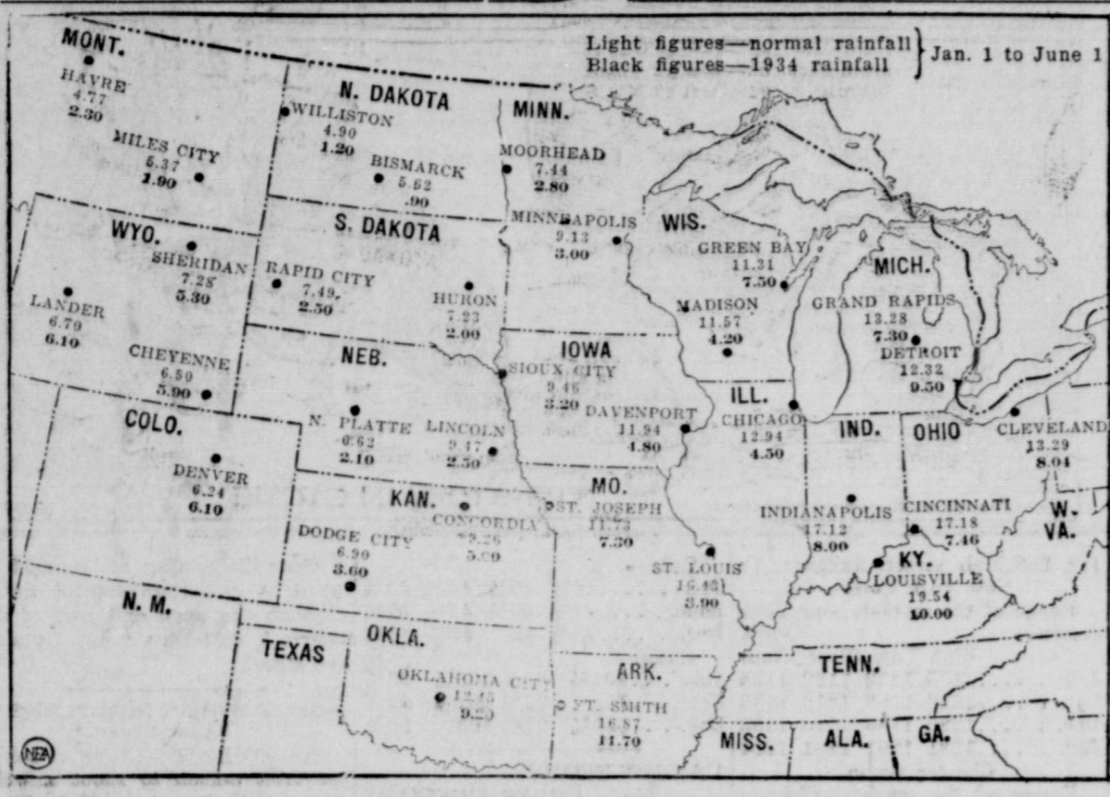 Light figures—normal rainfall
Black figures—1934 rainfall
Jan. 1 to June 1
MONT.
HAVRE
4.77
2.30
MILES CITY
5.37
1.90
N. DAKOTA
WILLISTON
4.90
1.20
BISMARCK
5.62
.90
MINN.
MOORHEAD
7.44
2.80
MINNEAPOLIS
9.13
3.00
WYO.
SHERIDAN
7.28
5.30
LANDER
6.70
6.10
CHEYENNE
6.50
5.90
S. DAKOTA
RAPID CITY
7.49
2.50
HURON
7.23
2.00
WIS.
GREEN BAY
11.31
7.50
MADISON
11.57
4.20
MICH.
GRAND RAPIDS
13.28
7.30
DETROIT
12.32
9.50
NEB.
N. PLATTE
6.62
2.10
LINCOLN
9.47
2.50
IOWA
SIOUX CITY
9.46
3.20
DAVENPORT
11.94
4.80
ILL.
CHICAGO
12.94
4.50
IND.
INDIANAPOLIS
17.12
8.00
OHIO
CLEVELAND
13.29
8.04
CINCINNATI
17.18
7.46
W.
VA.
COLO.
DENVER
6.24
6.10
KAN.
CONCORDIA
DODGE CITY
6.90
3.60
MO.
ST. JOSEPH
11.73
7.30
ST. LOUIS
16.48
3.90
KY.
LOUISVILLE
19.54
10.00
N. M.
TEXAS
OKLA.
OKLAHOMA CITY
12.45
9.20
ARK.
FT. SMITH
16.87
11.70
TENN.
MISS.
ALA.
GA.
NEA